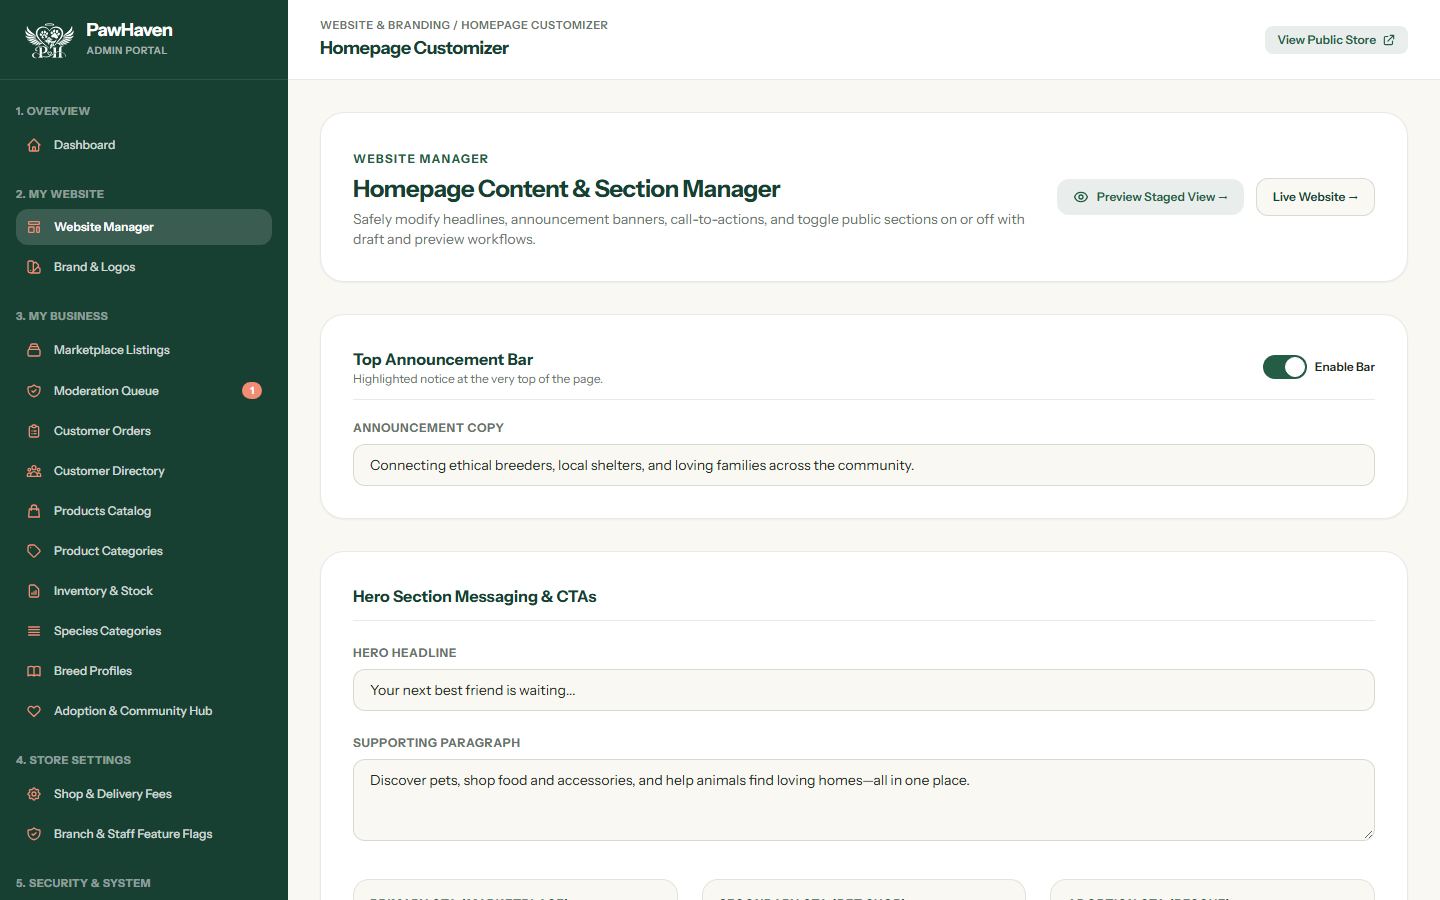 PawHaven
ADMIN PORTAL
1. OVERVIEW
Dashboard
2. MY WEBSITE
Website Manager
Brand & Logos
3. MY BUSINESS
Marketplace Listings
Moderation Queue
1
Customer Orders
Customer Directory
Products Catalog
Product Categories
Inventory & Stock
Species Categories
Breed Profiles
Adoption & Community Hub
4. STORE SETTINGS
Shop & Delivery Fees
Branch & Staff Feature Flags
5. SECURITY & SYSTEM
WEBSITE & BRANDING / HOMEPAGE CUSTOMIZER
Homepage Customizer
View Public Store
WEBSITE MANAGER
Homepage Content & Section Manager
Safely modify headlines, announcement banners, call-to-actions, and toggle public sections on or off with
draft and preview workflows.
Preview Staged View →
Live Website →
Top Announcement Bar
Highlighted notice at the very top of the page.
Enable Bar
ANNOUNCEMENT COPY
Connecting ethical breeders, local shelters, and loving families across the community.
Hero Section Messaging & CTAs
HERO HEADLINE
Your next best friend is waiting...
SUPPORTING PARAGRAPH
Discover pets, shop food and accessories, and help animals find loving homes—all in one place.